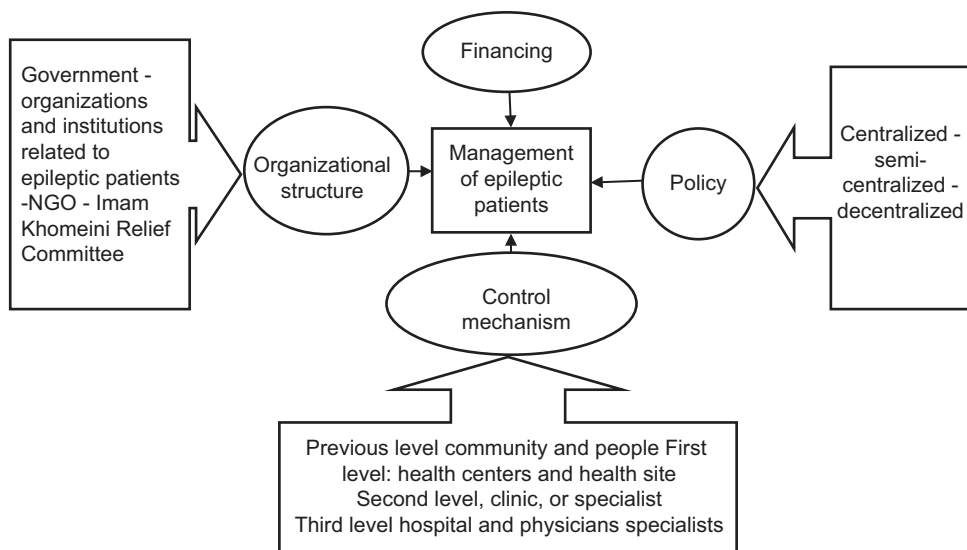 Government -
organizations
and institutions
related to
epileptic patients
-NGO - Imam
Khomeini Relief
Committee
Organizational
structure
Financing
Management
of epileptic
patients
Policy
Centralized -
semi-
centralized -
decentralized
Control
mechanism
Previous level community and people First
level: health centers and health site
Second level, clinic, or specialist
Third level hospital and physicians specialists